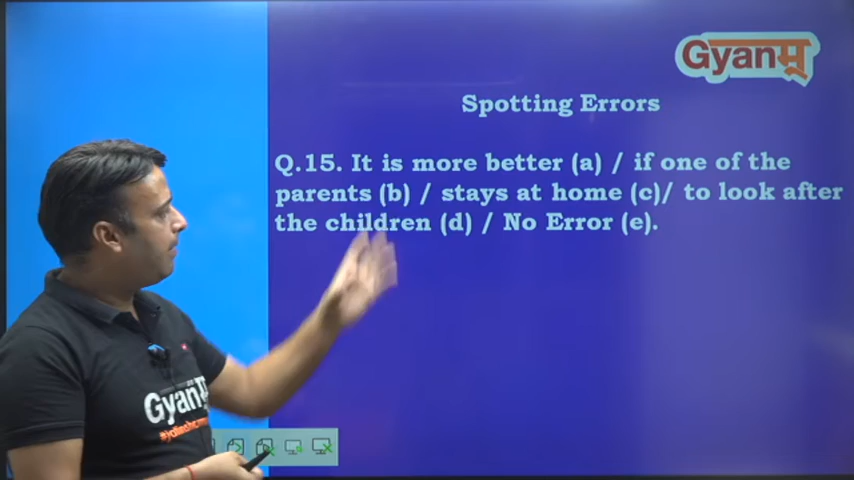 Gyanम्
Spotting Errors
Q.15. It is more better (a) / if one of the
parents (b) / stays at home (c)/ to look after
the children (d) / No Error (e).
Gyanम्